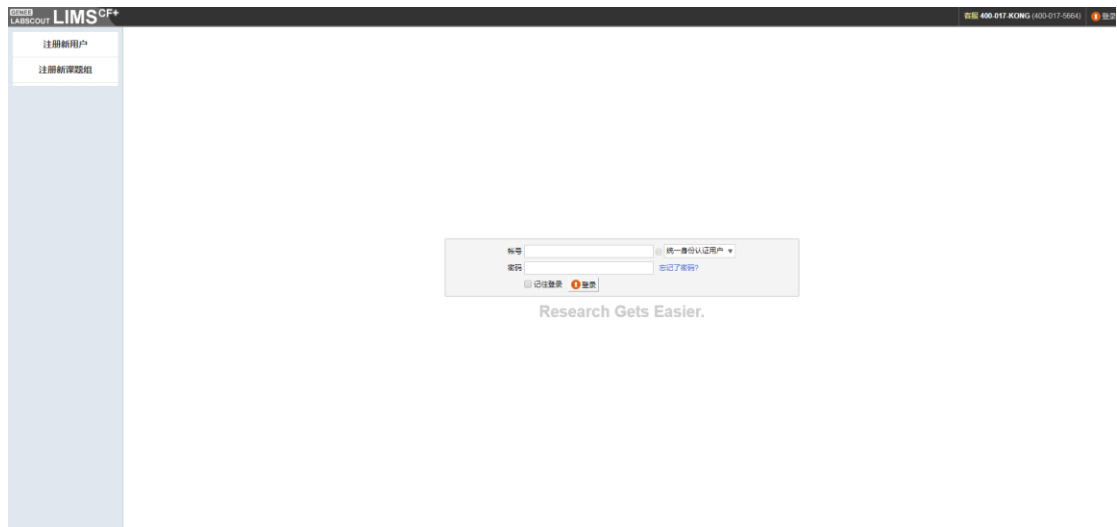 GENEE
LABSCOUT LIMS CF+
客服 400-017-KONG (400-017-5664) 登录
注册新用户
注册新课题组
帐号 统一身份认证用户
密码 忘记了密码?
记住登录 登录
Research Gets Easier.